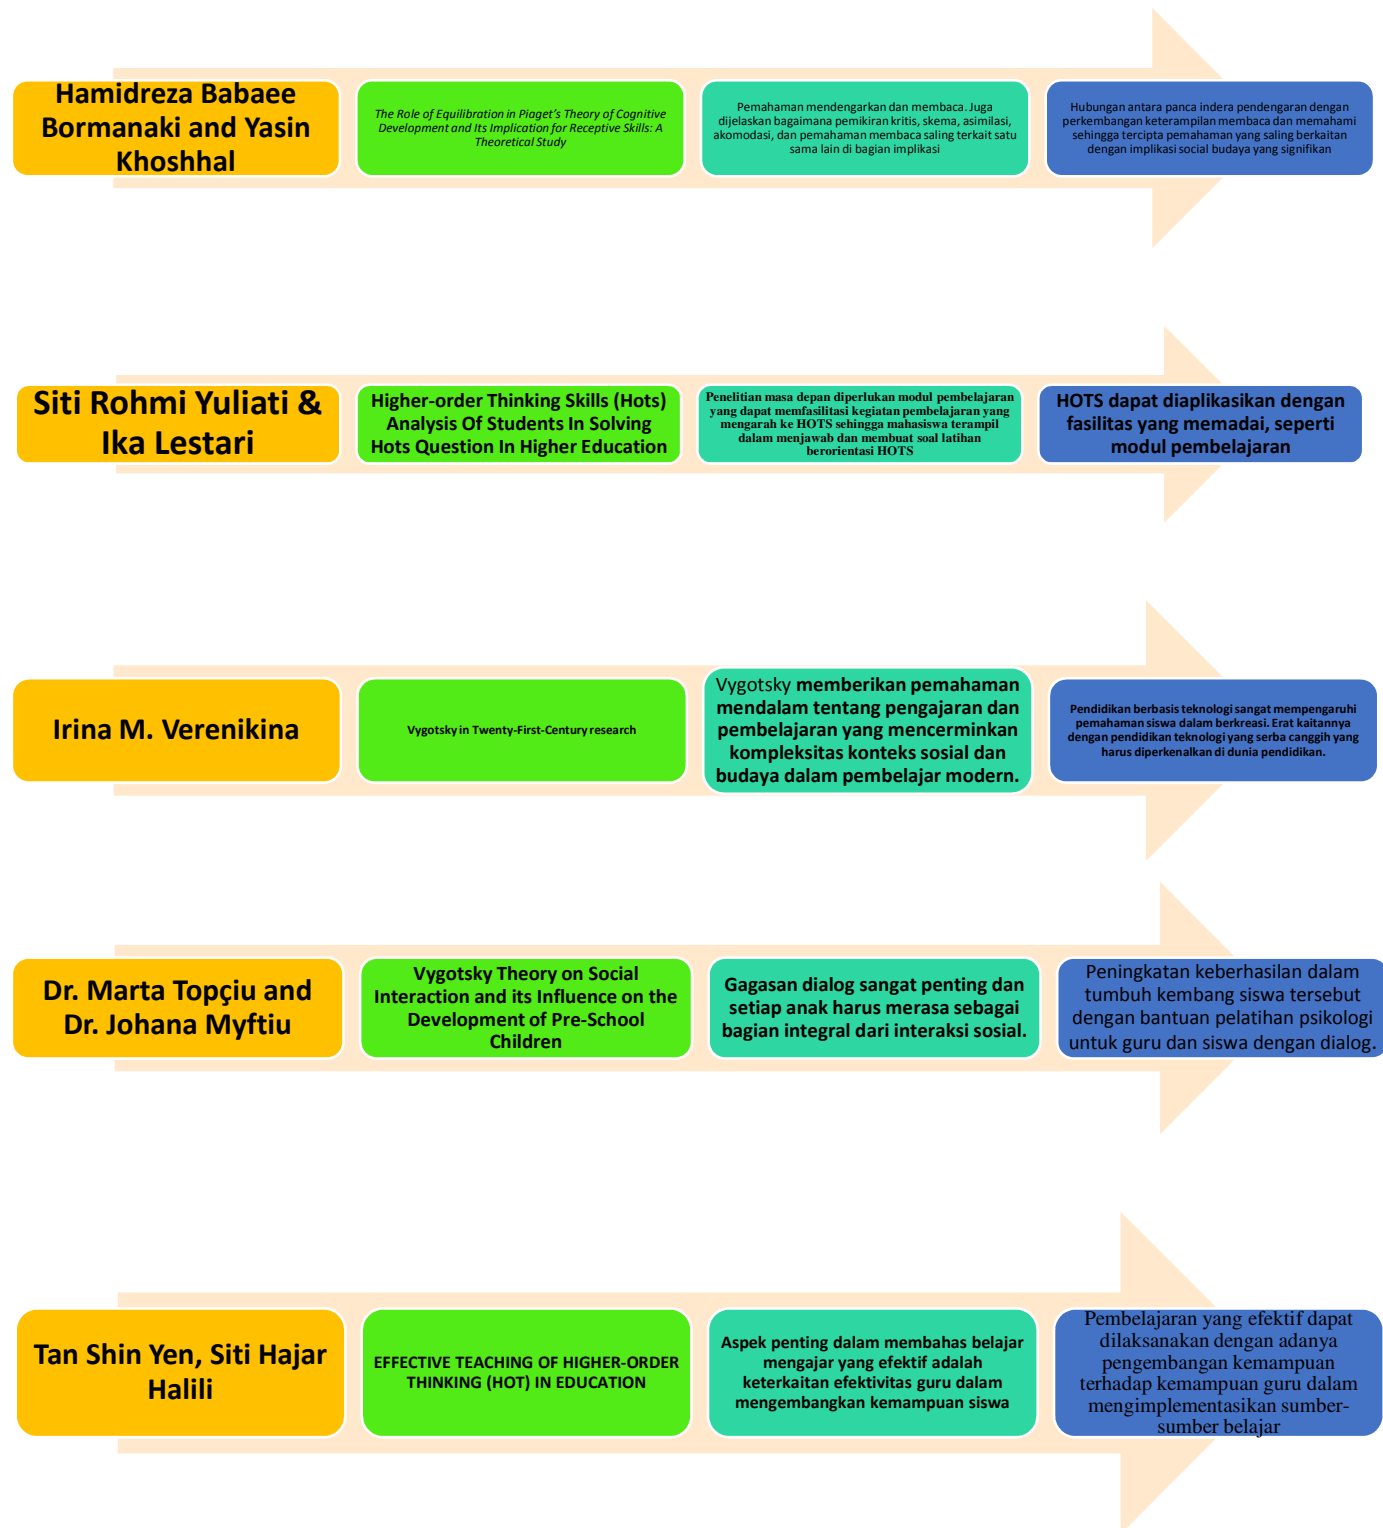 Hamidreza Babaee
Bormanaki and Yasin
Khoshhal
The Role of Equilibration in Piaget's Theory of Cognitive
Development and Its Implication for Receptive Skills: A
Theoretical Study
Pemahaman mendengarkan dan membaca. Juga
dijelaskan bagaimana pemikiran kritis, skema, asimilasi,
akomodasi, dan pemahaman membaca saling terkait satu
sama lain di bagian implikasi
Hubungan antara panca indera pendengaran dengan
perkembangan keterampilan membaca dan memahami
sehingga tercipta pemahaman yang saling berkaitan
dengan implikasi social budaya yang signifikan
Siti Rohmi Yuliati &
Ika Lestari
Higher-order Thinking Skills (Hots)
Analysis Of Students In Solving
Hots Question In Higher Education
Penelitian masa depan diperlukan modul pembelajaran
yang dapat memfasilitasi kegiatan pembelajaran yang
mengarah ke HOTS sehingga mahasiswa terampil
dalam menjawab dan membuat soal latihan
berorientasi HOTS
HOTS dapat diaplikasikan dengan
fasilitas yang memadai, seperti
modul pembelajaran
Irina M. Verenikina
Vygotsky in Twenty-First-Century research
Vygotsky memberikan pemahaman
mendalam tentang pengajaran dan
pembelajaran yang mencerminkan
kompleksitas konteks sosial dan
budaya dalam pembelajar modern.
Pendidikan berbasis teknologi sangat mempengaruhi
pemahaman siswa dalam berkreasi. Erat kaitannya
dengan pendidikan teknologi yang serba canggih yang
harus diperkenalkan di dunia pendidikan.
Dr. Marta Topçiu and
Dr. Johana Myftiu
Vygotsky Theory on Social
Interaction and its Influence on the
Development of Pre-School
Children
Gagasan dialog sangat penting dan
setiap anak harus merasa sebagai
bagian integral dari interaksi sosial.
Peningkatan keberhasilan dalam
tumbuh kembang siswa tersebut
dengan bantuan pelatihan psikologi
untuk guru dan siswa dengan dialog.
Tan Shin Yen, Siti Hajar
Halili
EFFECTIVE TEACHING OF HIGHER-ORDER
THINKING (HOT) IN EDUCATION
Aspek penting dalam membahas belajar
mengajar yang efektif adalah
keterkaitan efektivitas guru dalam
mengembangkan kemampuan siswa
Pembelajaran yang efektif dapat
dilaksanakan dengan adanya
pengembangan kemampuan
terhadap kemampuan guru dalam
mengimplementasikan sumber-
sumber belajar